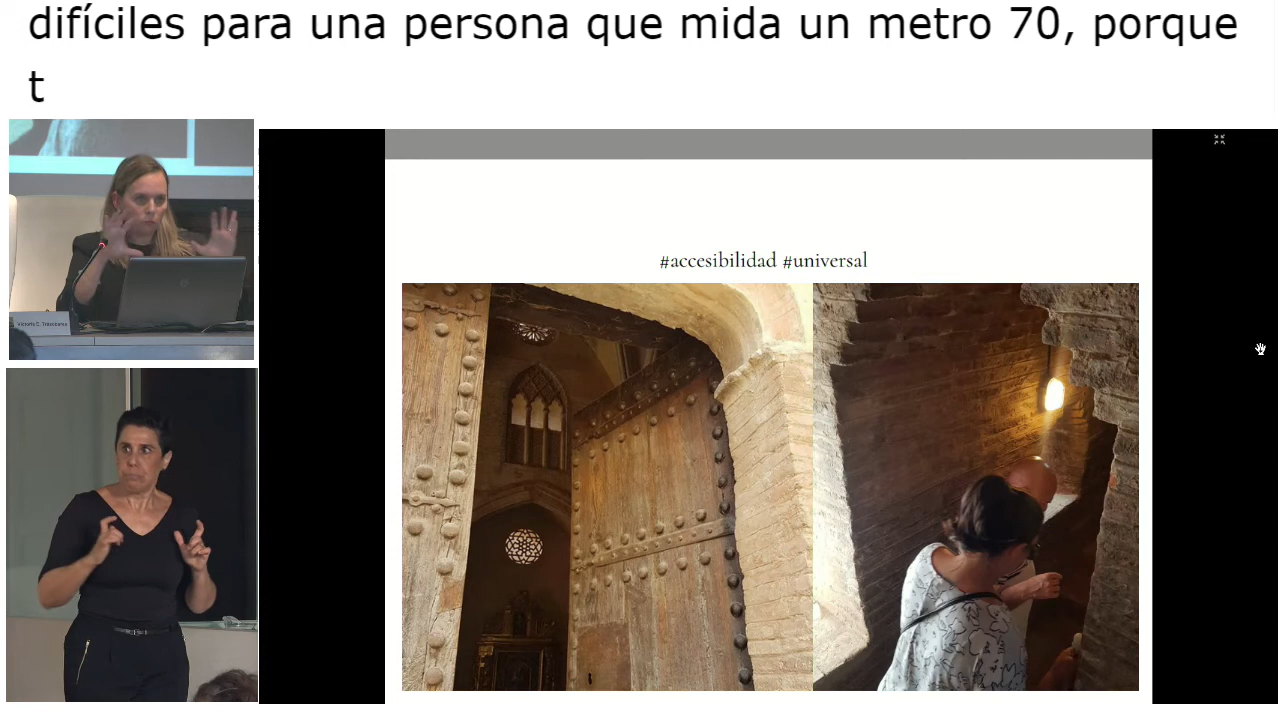 difíciles para una persona que mida un metro 70, porque
t
#accesibilidad #universal